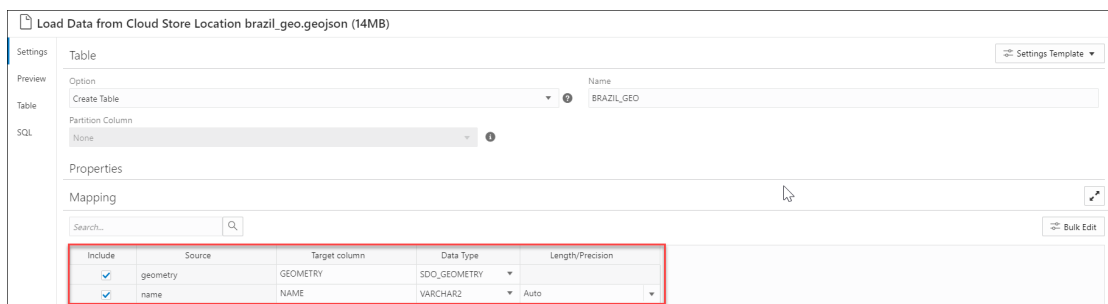 Load Data from Cloud Store Location brazil_geo.geojson (14MB)
Settings
Preview
Table
SQL
Table
Settings Template
Option
Name
Create Table
BRAZIL_GEO
Partition Column
None
Properties
Mapping
Search...
Bulk Edit
Include Source Target column Data Type Length/Precision
geometry GEOMETRY SDO_GEOMETRY
name NAME VARCHAR2 Auto